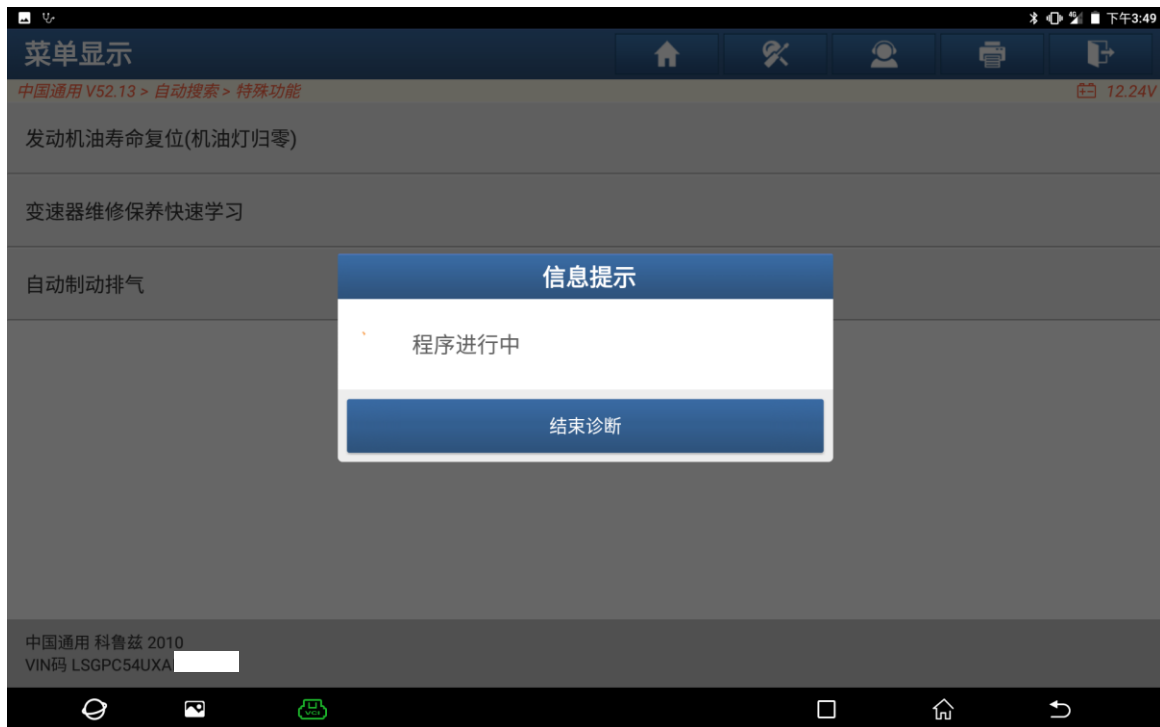 下午3:49
菜单显示
中国通用 V52.13 > 自动搜索 > 特殊功能
12.24V
发动机油寿命复位(机油灯归零)
变速器维修保养快速学习
自动制动排气
信息提示
程序进行中
结束诊断
中国通用 科鲁兹 2010
VIN码 LSGPC54UXA
VCI